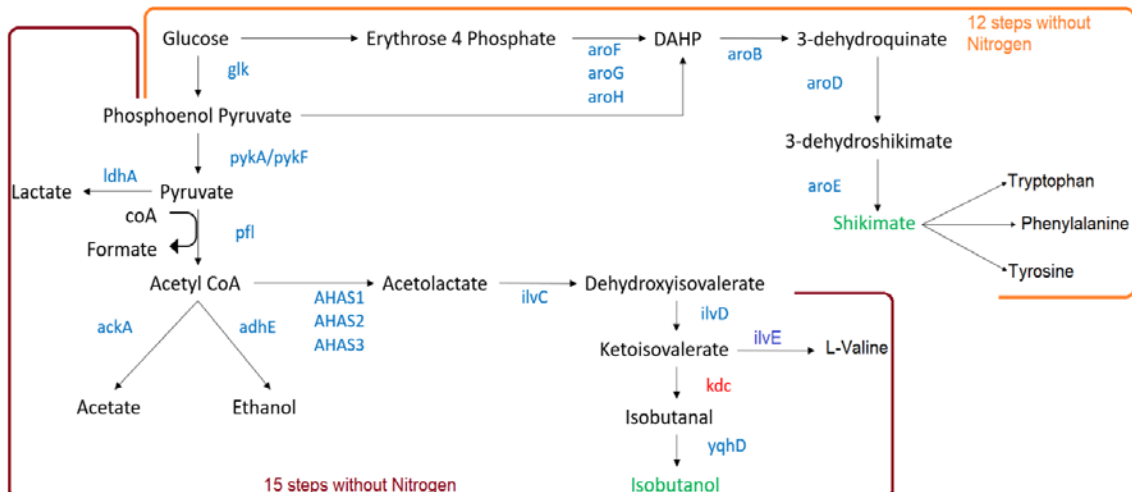 12 steps without
Nitrogen
Glucose
Erythrose 4 Phosphate
DAHP
3-dehydroquinate
glk
aroF
aroG
aroH
aroB
aroD
Phosphoenol Pyruvate
3-dehydroshikimate
pykA/pykF
ldhA
aroE
Lactate
Pyruvate
Tryptophan
coA
Shikimate
Phenylalanine
pfl
Formate
Tyrosine
Acetyl CoA
Acetolactate
Dehydroxyisovalerate
AHAS1
AHAS2
AHAS3
ilvC
ilvD
ackA
adhE
Ketoisovalerate
ilvE
L-Valine
kdc
Acetate
Ethanol
Isobutanal
yqhD
15 steps without Nitrogen
Isobutanol